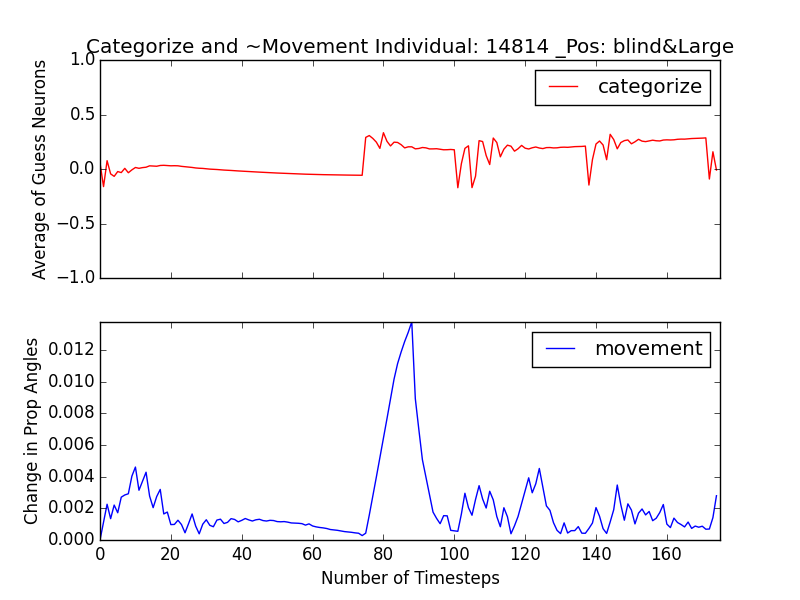 Categorize and ~Movement Individual: 14814 _Pos: blind&Large
1.0
0.5
0.0
−0.5
−1.0
Average of Guess Neurons
categorize
0.012
0.010
0.008
0.006
0.004
0.002
0.000
Change in Prop Angles
movement
0 20 40 60 80 100 120 140 160
Number of Timesteps